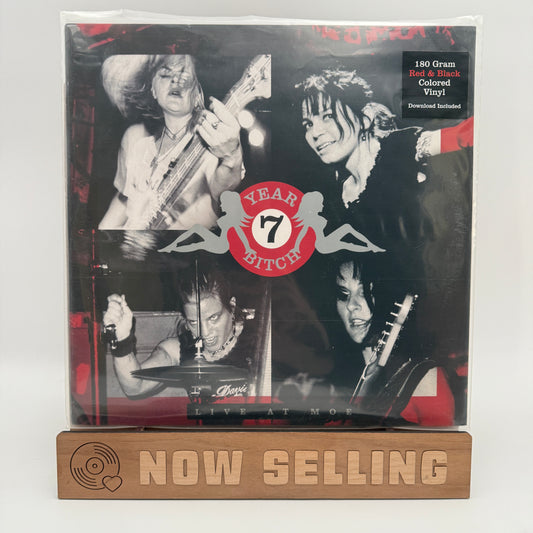 180 Gram
Red & Black
Colored
Vinyl
Download Included
YEAR
7
BITCH
LIVE AT MOE
NOW SELLING